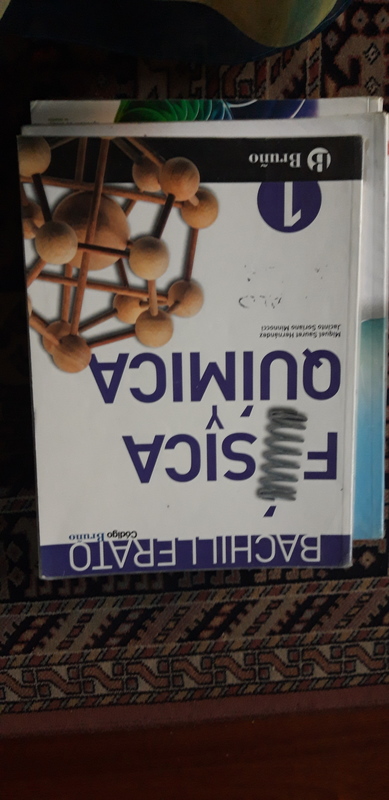 BACHILLERATO
Código Bruño
FÍSICA
Y
QUÍMICA
Miguel Saurat Hernández
Jacinto Soriano Minnocci
1
Bruño